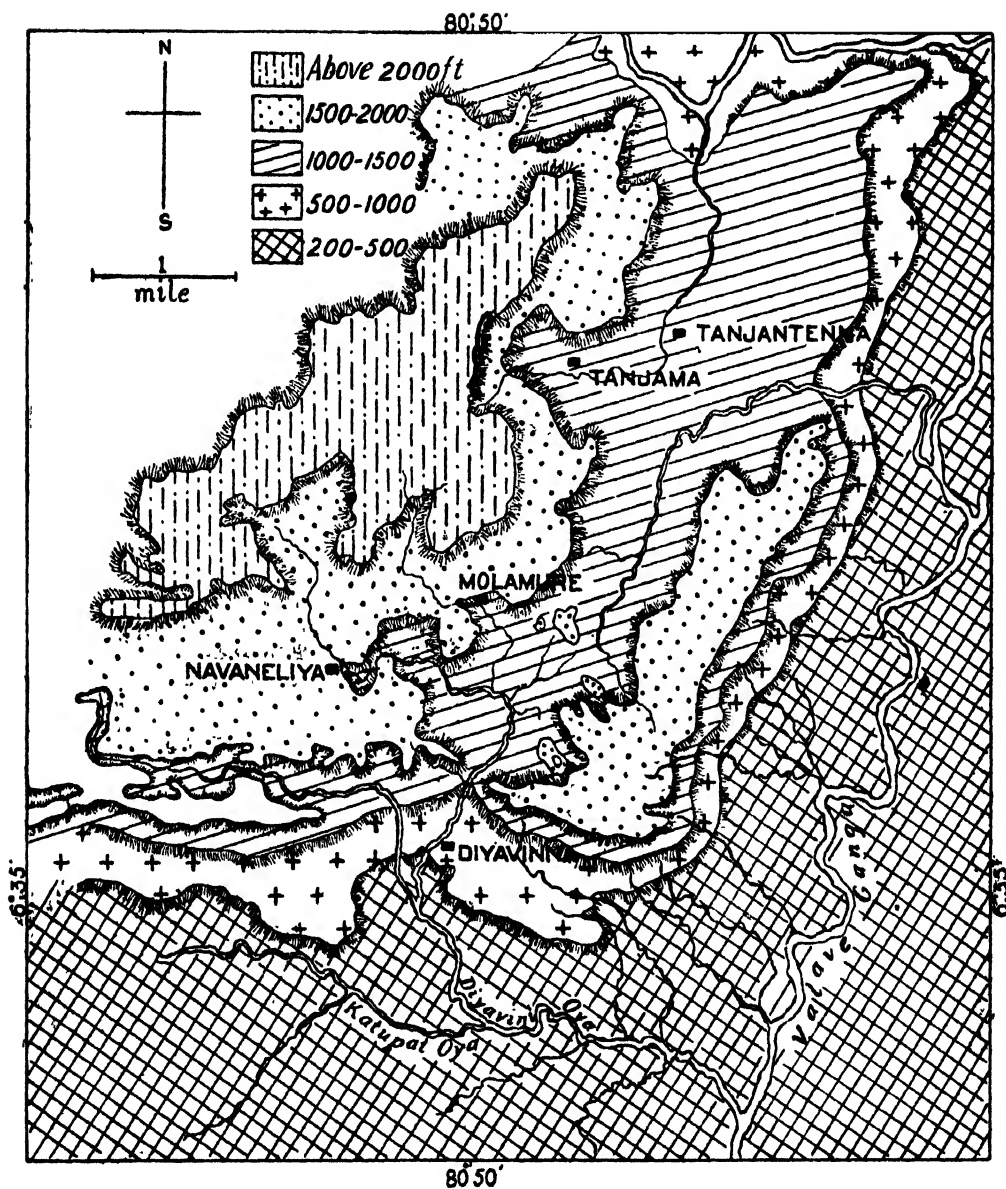 80°50'
N
S
Above 2000ft
1500-2000
1000-1500
500-1000
200-500
1
mile
TANJANTENNA
TANJAMA
MOLAMURE
NAVANELIYA
DIYAVINNA
6°35'
6°35'
Valave Ganga
Diyavini Oya
Katupat Oya
80°50'